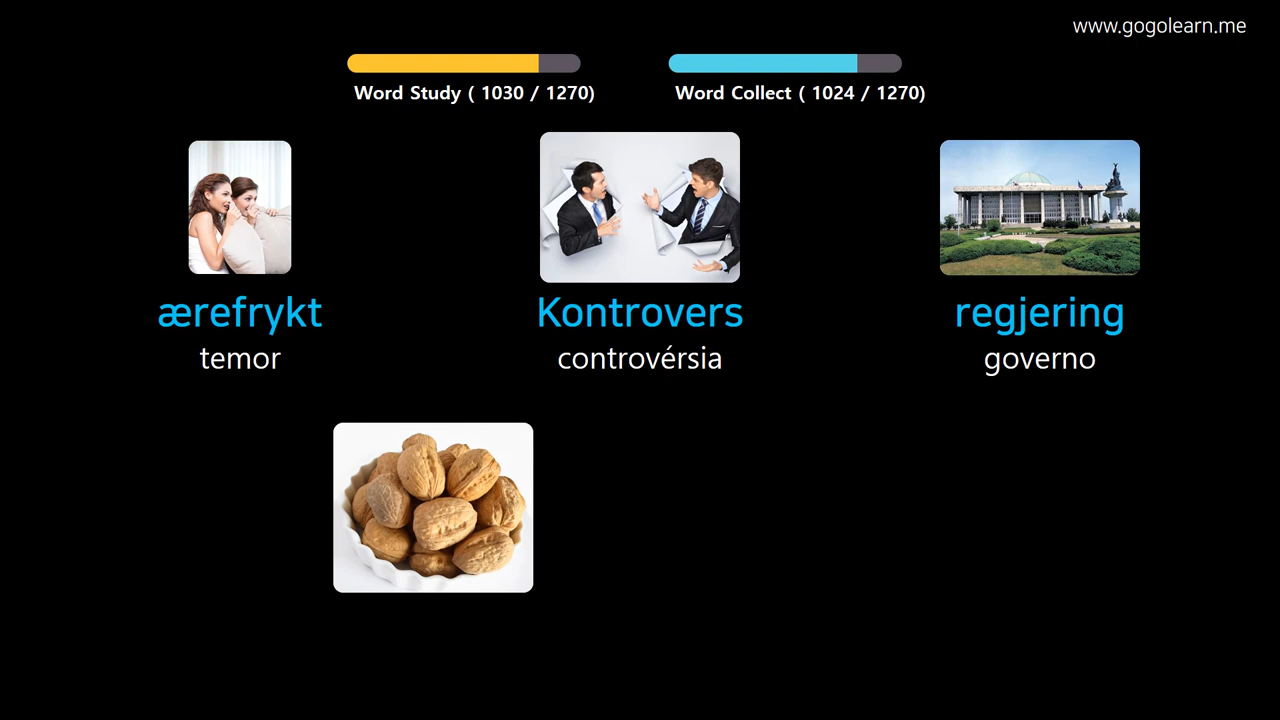 www.gogolearn.me
Word Study ( 1030 / 1270)
Word Collect ( 1024 / 1270)
ærefrykt
Kontrovers
regjering
temor
controvérsia
governo